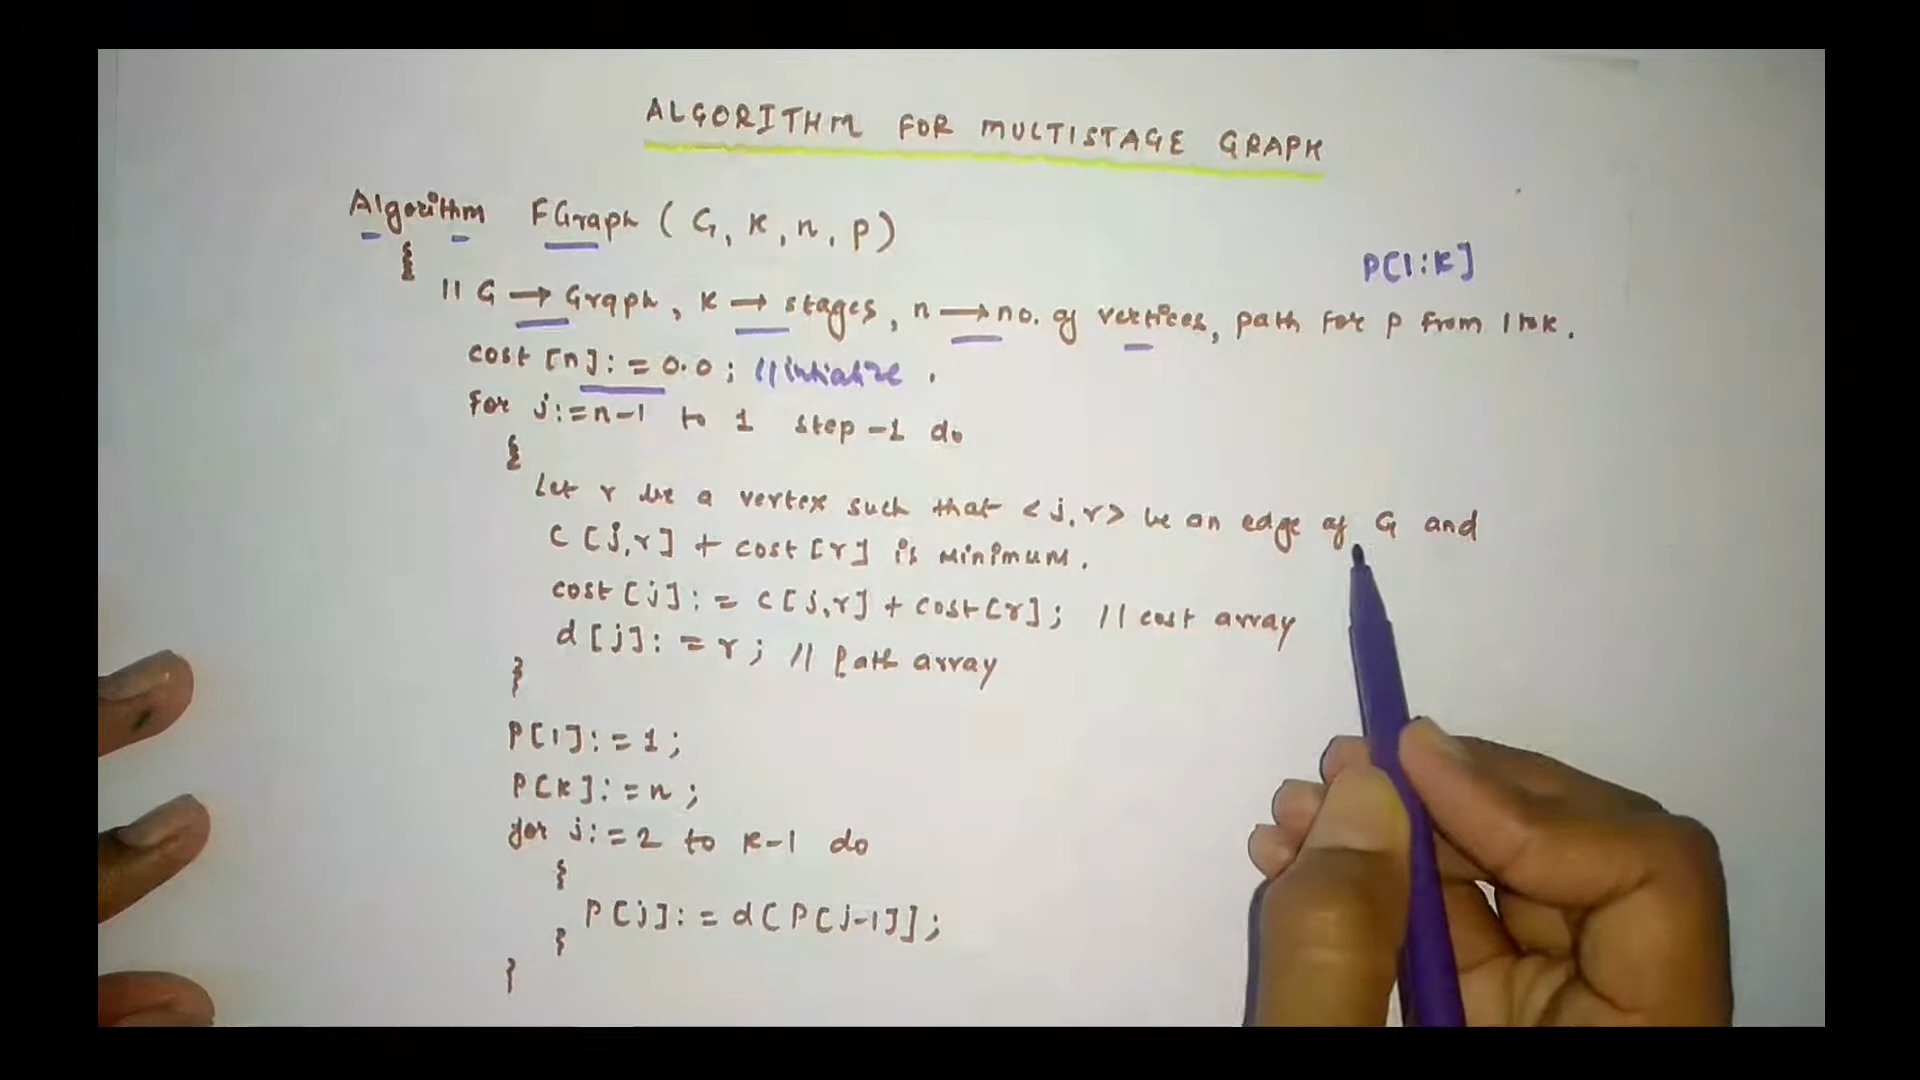 ALGORITHM FOR MULTISTAGE GRAPH
Algorithm FGraph ( G, K, n, P)
{
P[1:K]
// G → Graph, K → stages, n → no. of vertices, path for P from 1 to K.
cost [n] := 0.0 ; // initialize .
For j:=n-1 to 1 step -1 do
{
Let r be a vertex such that <j,r> be an edge of G and
C [j,r] + cost [r] is minimum.
cost [j] := C[j,r] + cost[r] ; // cost array
d [j] := r ; // Path array
}
P[1] := 1 ;
P[K] := n ;
for j:=2 to K-1 do
{
P[j] := d[P[j-1]] ;
}
}